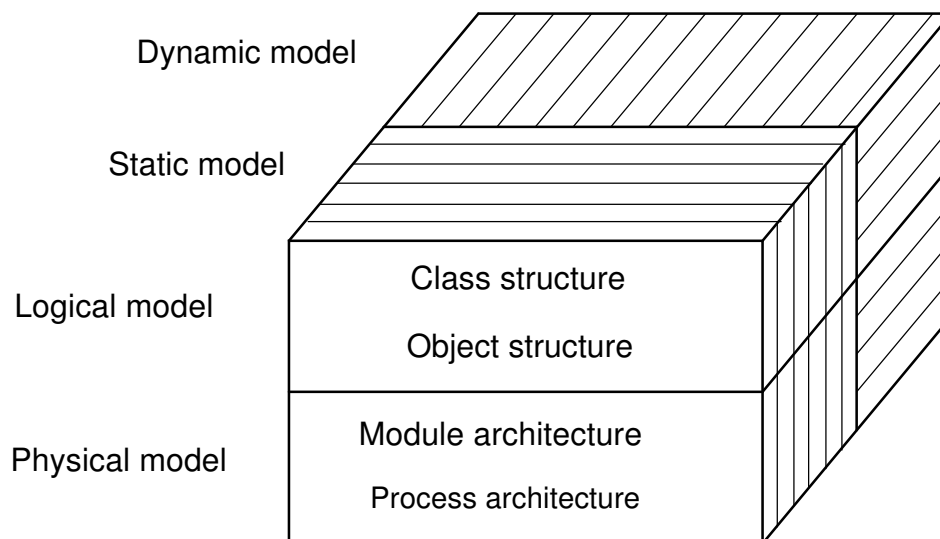 Dynamic model
Static model
Class structure
Logical model
Object structure
Module architecture
Physical model
Process architecture